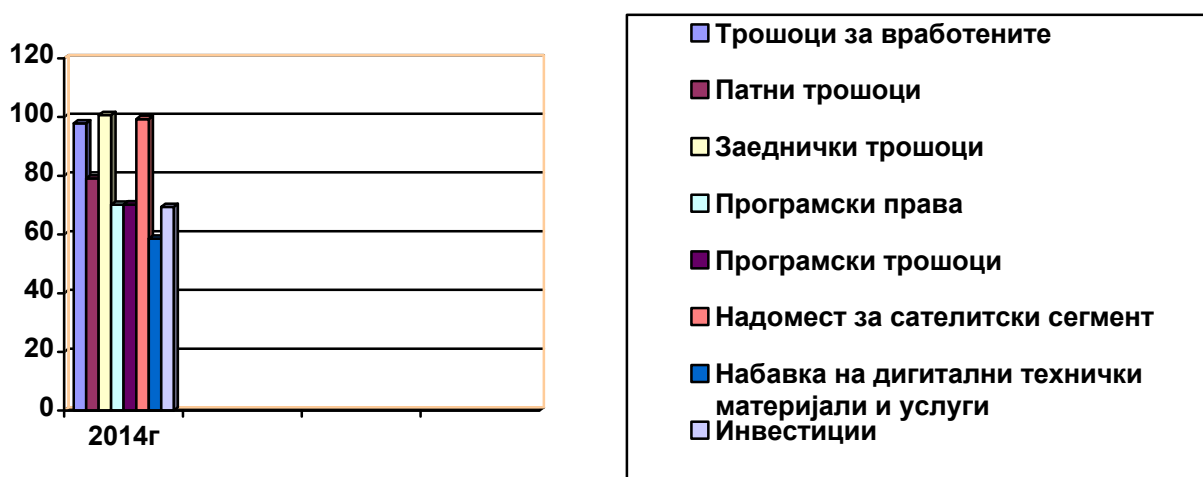 120
100
80
60
40
20
0
2014г
Трошоци за вработените
Патни трошоци
Заеднички трошоци
Програмски права
Програмски трошоци
Надомест за сателитски сегмент
Набавка на дигитални технички
материјали и услуги
Инвестиции